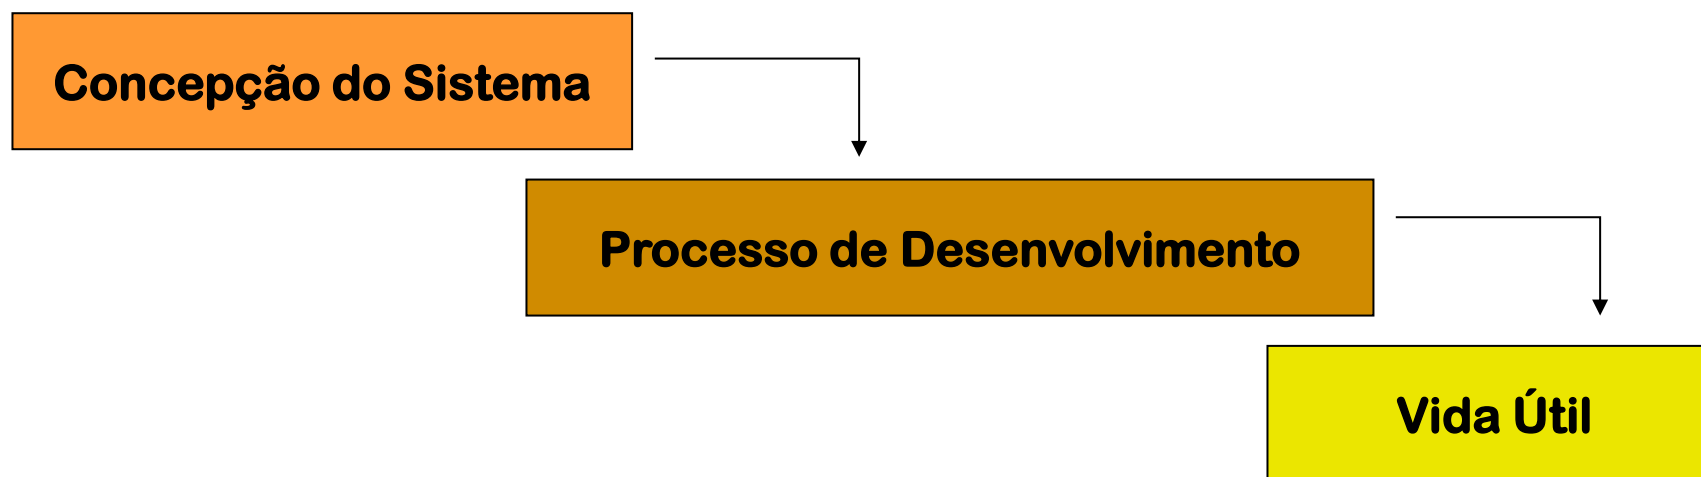 Concepção do Sistema
Processo de Desenvolvimento
Vida Útil